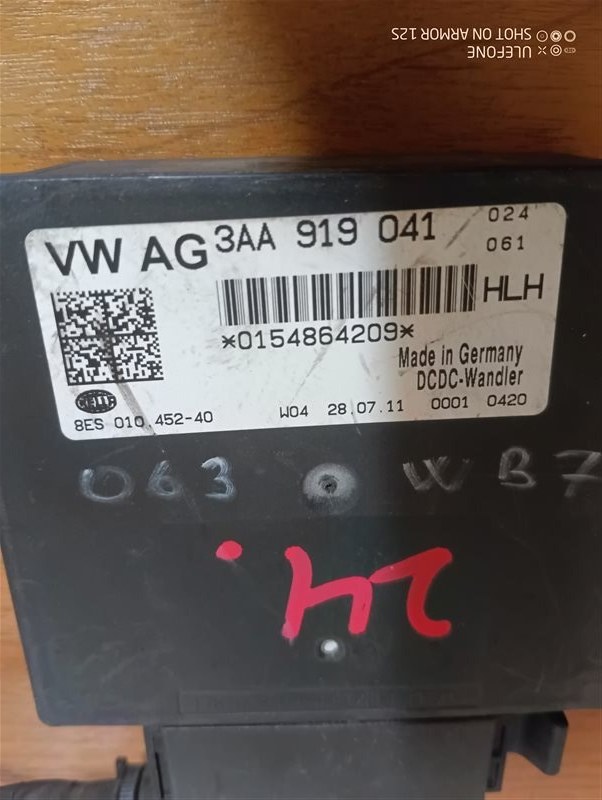 ULEFONE
SHOT ON ARMOR 12S
VW AG 3AA 919 041 024
061
HLH
*0154864209*
Made in Germany
DCDC-Wandler
HELLA
8ES 010.452-40 W04 28.07.11 0001 0420
063 WB7
24.